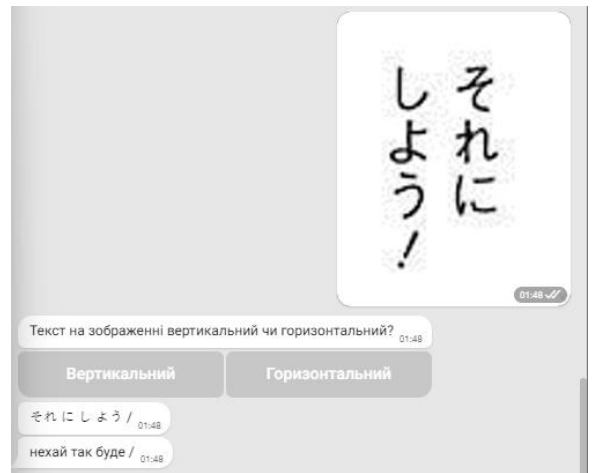 それに
しよう!
01:48
Текст на зображенні вертикальний чи горизонтальний? 01:48
Вертикальний
Горизонтальний
それにしよう / 01:48
нехай так буде / 01:48